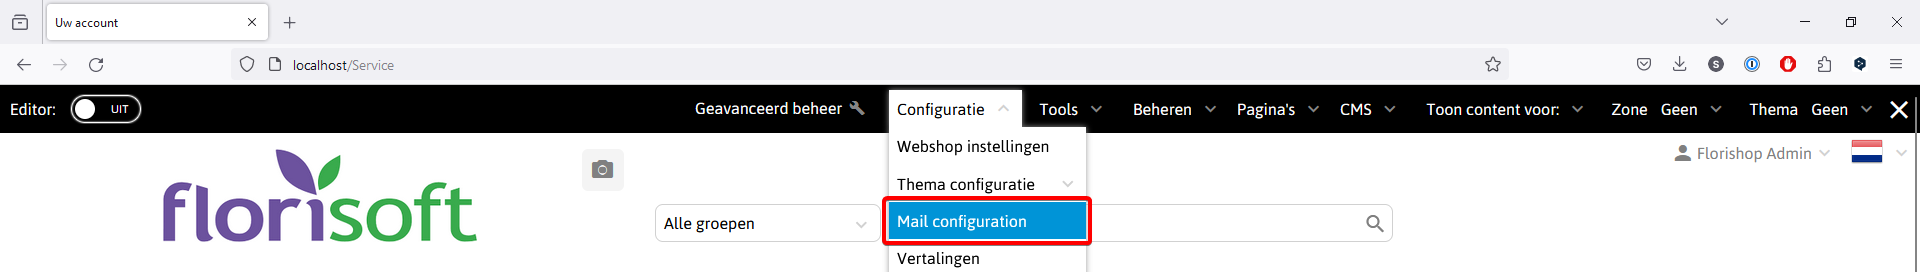 Uw account
localhost/Service
S
Editor: UIT Geavanceerd beheer Configuratie Tools Beheren Pagina's CMS Toon content voor: Zone Geen Thema Geen
Webshop instellingen
Florishop Admin
Thema configuratie
florisoft
Alle groepen
Mail configuration
Vertalingen